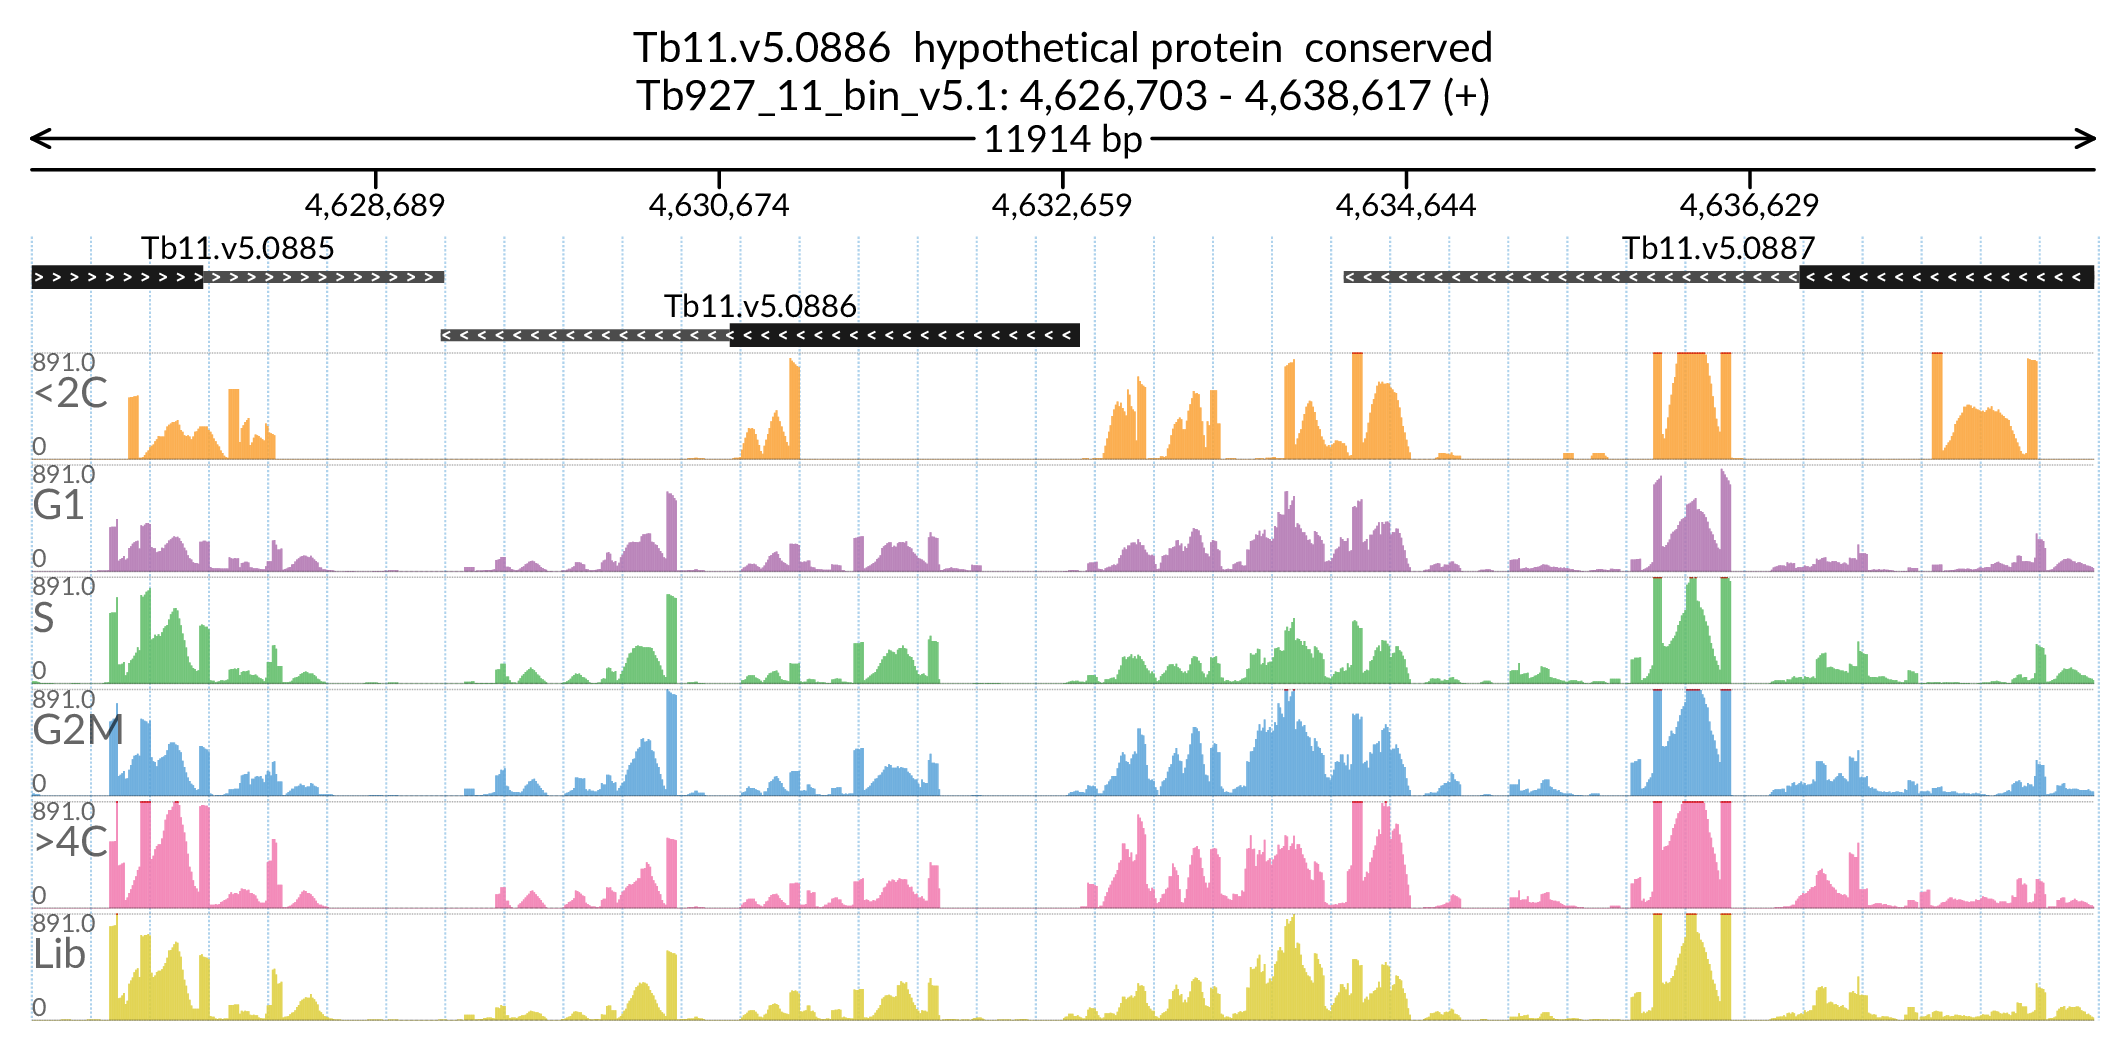 Tb11.v5.0886 hypothetical protein conserved
Tb927_11_bin_v5.1: 4,626,703 - 4,638,617 (+)
11914 bp
4,628,689 4,630,674 4,632,659 4,634,644 4,636,629
Tb11.v5.0885 Tb11.v5.0887
Tb11.v5.0886
891.0
<2C
0
891.0
G1
0
891.0
S
0
891.0
G2M
0
891.0
>4C
0
891.0
Lib
0